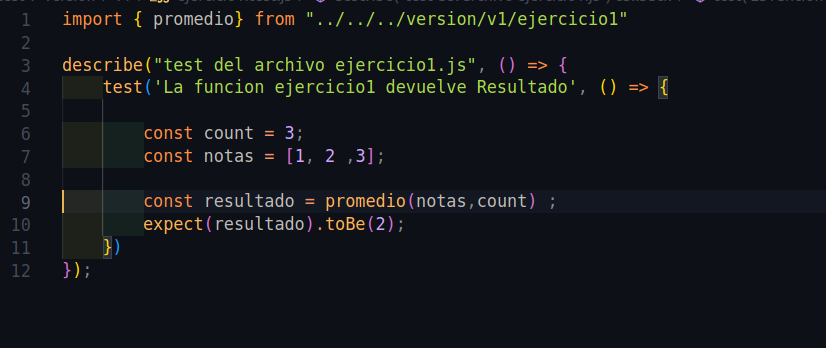 1 import { promedio} from "../../../version/v1/ejercicio1"
2
3 describe("test del archivo ejercicio1.js", () => {
4 test('La funcion ejercicio1 devuelve Resultado', () => {
5
6 const count = 3;
7 const notas = [1, 2 ,3];
8
9 const resultado = promedio(notas,count) ;
10 expect(resultado).toBe(2);
11 })
12 });